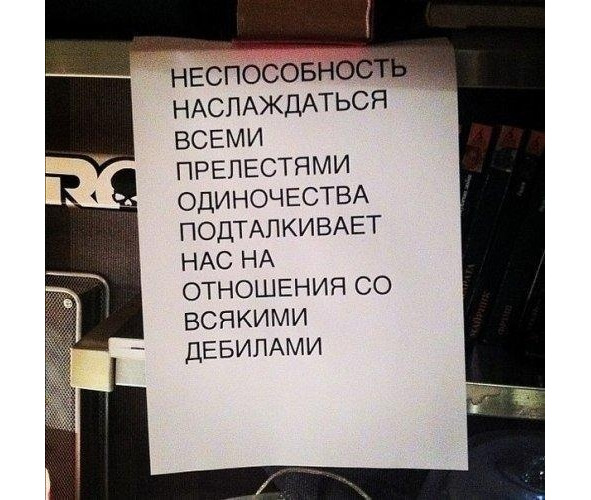 НЕСПОСОБНОСТЬ
НАСЛАЖДАТЬСЯ
ВСЕМИ
ПРЕЛЕСТЯМИ
ОДИНОЧЕСТВА
ПОДТАЛКИВАЕТ
НАС НА
ОТНОШЕНИЯ СО
ВСЯКИМИ
ДЕБИЛАМИ